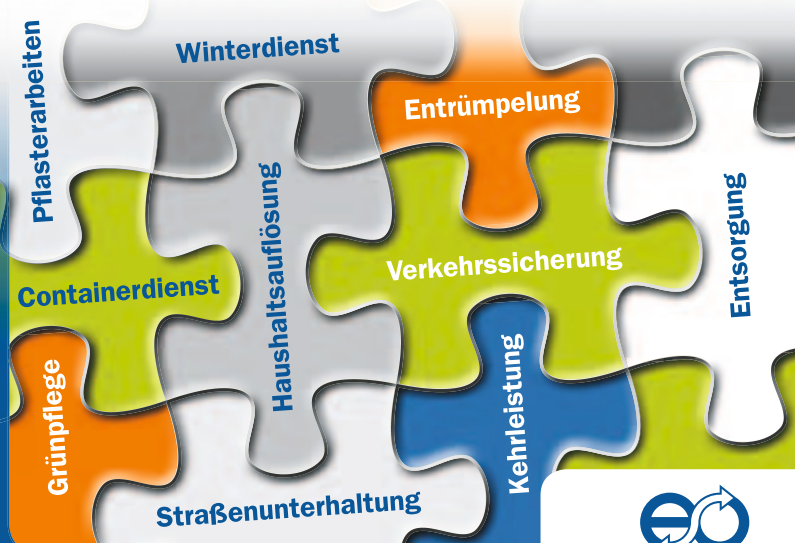 Pflasterarbeiten
Winterdienst
Entrümpelung
Haushaltsauflösung
Verkehrssicherung
Entsorgung
Containerdienst
Grünpflege
Kehrleistung
Straßenunterhaltung